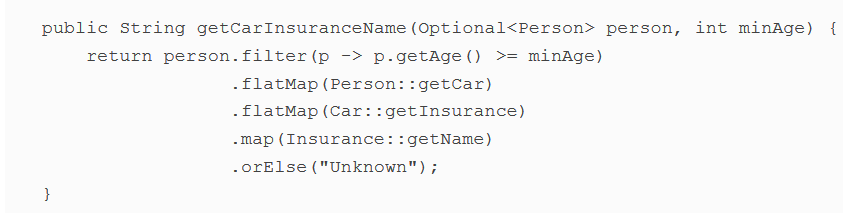 public String getCarInsuranceName(Optional<Person> person, int minAge) {
    return person.filter(p -> p.getAge() >= minAge)
                 .flatMap(Person::getCar)
                 .flatMap(Car::getInsurance)
                 .map(Insurance::getName)
                 .orElse("Unknown");
}